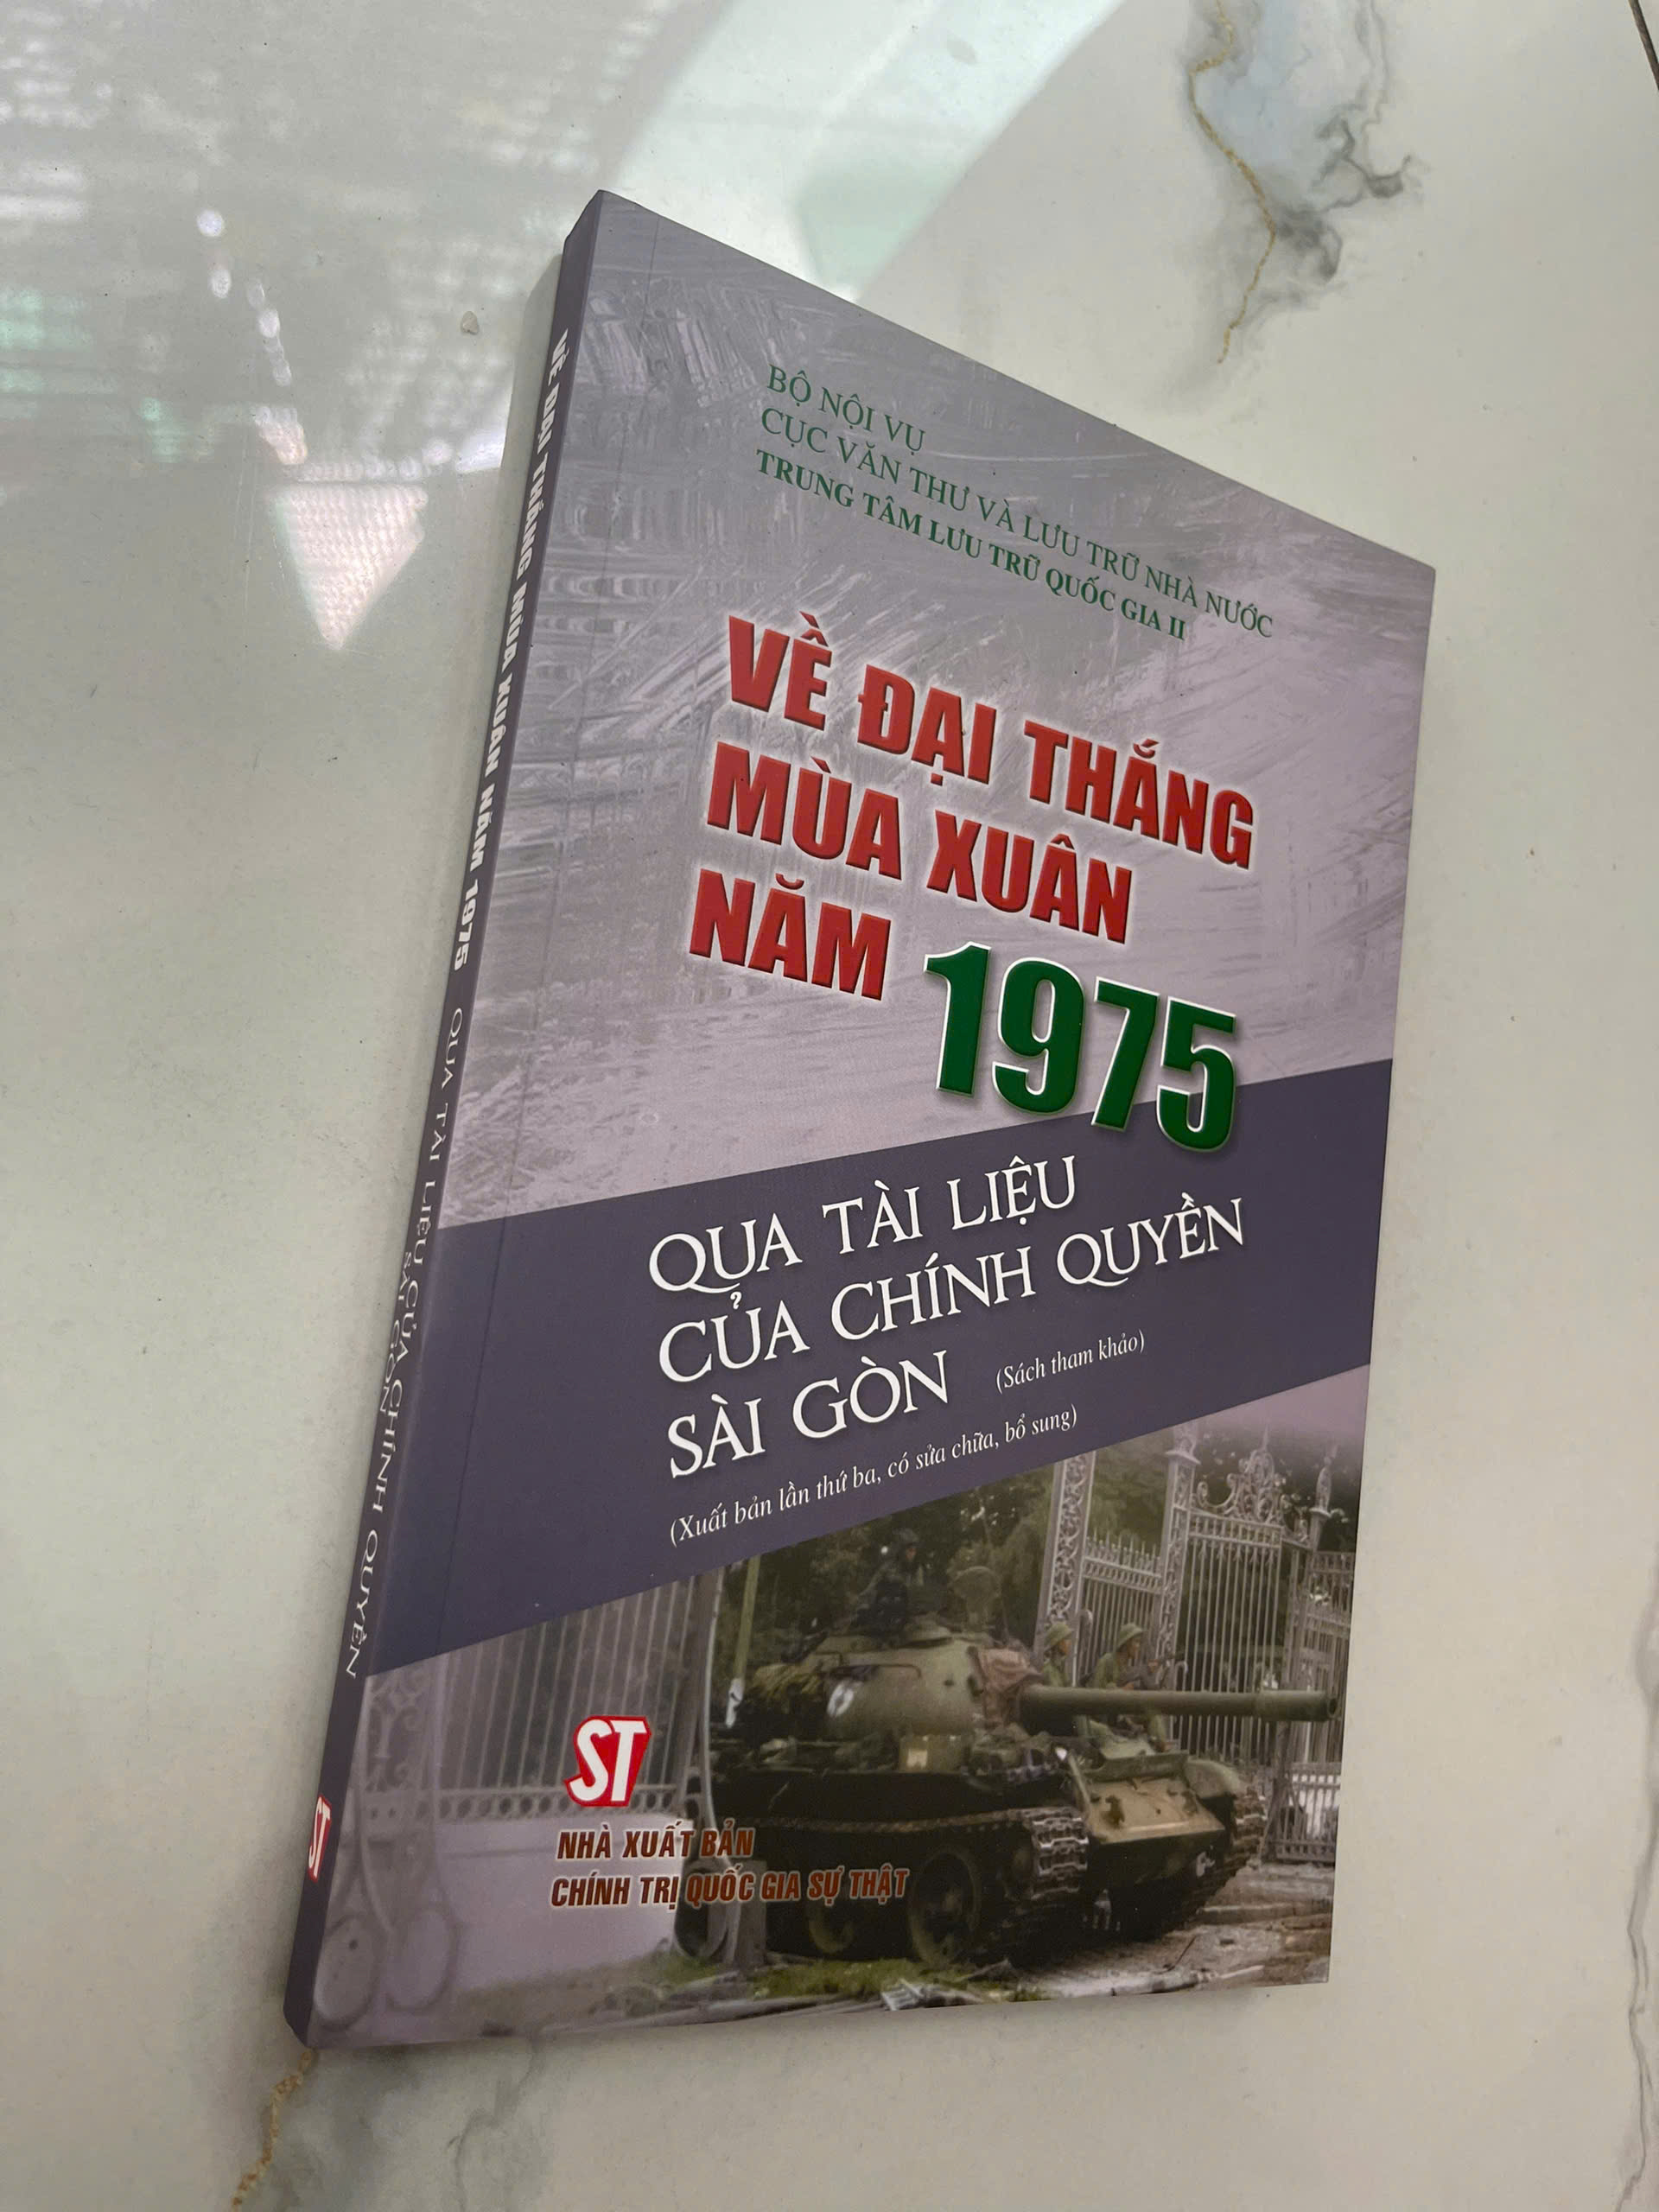 BỘ NỘI VỤ
CỤC VĂN THƯ VÀ LƯU TRỮ NHÀ NƯỚC
TRUNG TÂM LƯU TRỮ QUỐC GIA II
VỀ ĐẠI THẮNG
MÙA XUÂN
NĂM 1975
QUA TÀI LIỆU
CỦA CHÍNH QUYỀN
SÀI GÒN (Sách tham khảo)
(Xuất bản lần thứ ba, có sửa chữa, bổ sung)
ST
NHÀ XUẤT BẢN
CHÍNH TRỊ QUỐC GIA SỰ THẬT
VỀ ĐẠI THẮNG MÙA XUÂN NĂM 1975 QUA TÀI LIỆU CỦA CHÍNH QUYỀN
SÀI GÒN
ST